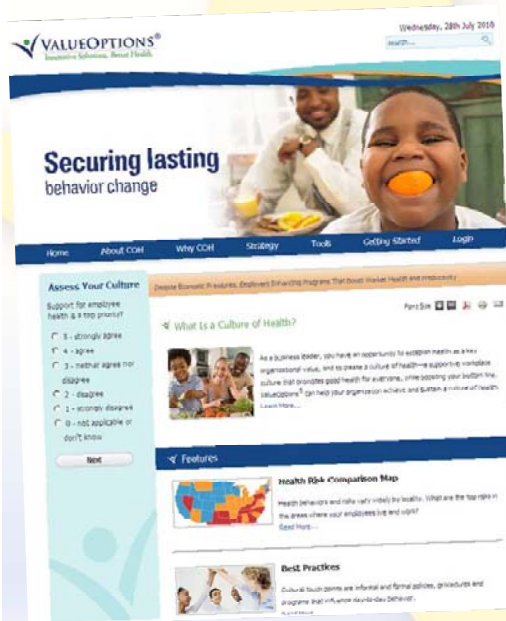 Wednesday, 28th July 2010
VALUEOPTIONS®
Innovative Solutions. Better Health.
Search...
Securing lasting
behavior change
Home About COH Why COH Strategy Tools Getting Started Login
Assess Your Culture
Support for employee
health is a top priority?
5 - strongly agree
4 - agree
3 - neither agree nor
disagree
2 - disagree
1 - strongly disagree
0 - not applicable or
don't know
Next
Despite Economic Pressures, Employers Enhancing Programs That Boost Worker Health and Productivity
Font Size
What Is a Culture of Health?
As a business leader, you have an opportunity to establish health as a key
organizational value, and to create a culture of health—a supportive workplace
culture that promotes good health for everyone, while boosting your bottom line.
ValueOptions® can help your organization achieve and sustain a culture of health.
Learn More...
Features
Health Risk Comparison Map
Health behaviors and risks vary widely by locality. What are the top risks in
the areas where your employees live and work?
Read More...
Best Practices
Cultural touch points are informal and formal policies, procedures and
programs that influence day-to-day behavior.